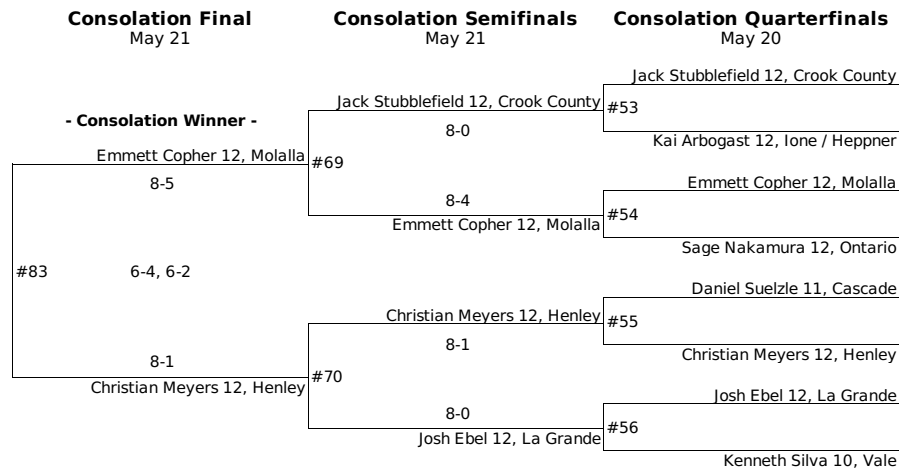 Consolation Final
May 21
Consolation Semifinals
May 21
Consolation Quarterfinals
May 20
Jack Stubblefield 12, Crook County
Jack Stubblefield 12, Crook County
#53
- Consolation Winner -
8-0
Kai Arbogast 12, Ione / Heppner
Emmett Copher 12, Molalla
#69
8-5
Emmett Copher 12, Molalla
8-4
#54
Emmett Copher 12, Molalla
Sage Nakamura 12, Ontario
#83
6-4, 6-2
Daniel Suelzle 11, Cascade
Christian Meyers 12, Henley
#55
8-1
Christian Meyers 12, Henley
8-1
#70
Christian Meyers 12, Henley
Josh Ebel 12, La Grande
8-0
#56
Josh Ebel 12, La Grande
Kenneth Silva 10, Vale